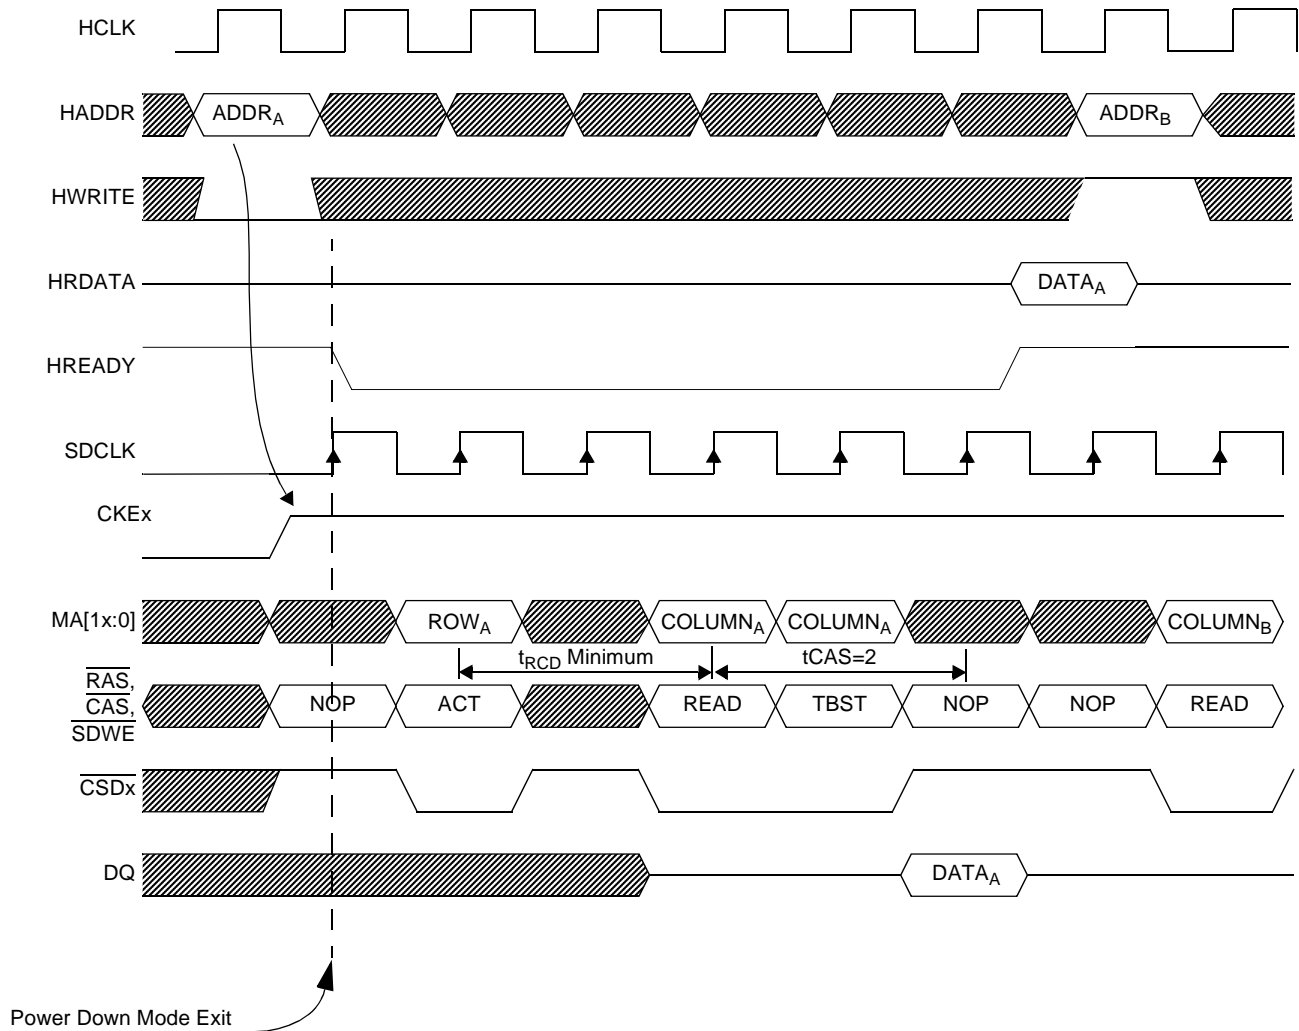 HCLK
HADDR ADDRA ADDRB
HWRITE
HRDATA DATAA
HREADY
SDCLK
CKEx
MA[1x:0] ROWA COLUMNA COLUMNA COLUMNB
tRCD Minimum tCAS=2
RAS,
CAS, NOP ACT READ TBST NOP NOP READ
SDWE
CSDx
DQ DATAA
Power Down Mode Exit